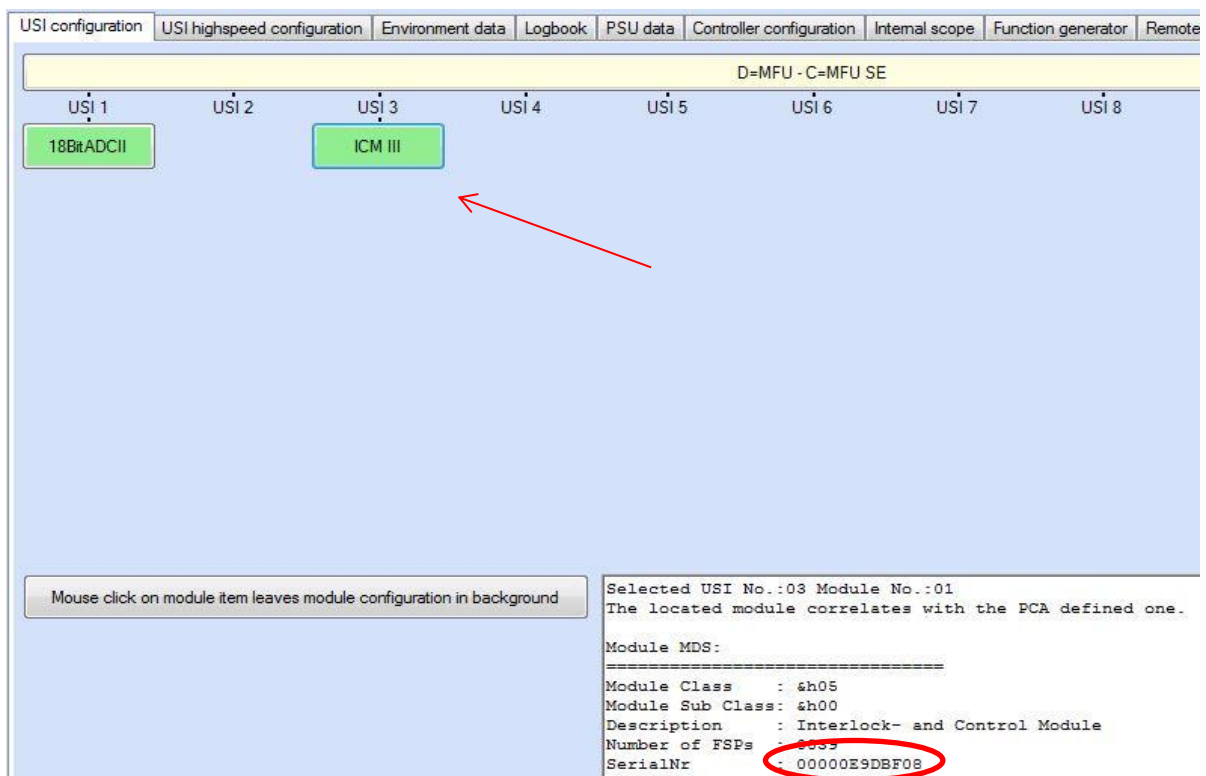 USI configuration USI highspeed configuration Environment data Logbook PSU data Controller configuration Internal scope Function generator Remote
D=MFU - C=MFU SE
USI 1 USI 2 USI 3 USI 4 USI 5 USI 6 USI 7 USI 8
18BitADCII ICM III
Mouse click on module item leaves module configuration in background
Selected USI No.:03 Module No.:01
The located module correlates with the PCA defined one.
Module MDS:
=================================
Module Class : &h05
Module Sub Class: &h00
Description : Interlock- and Control Module
Number of FSPs :
SerialNr : 00000E9DBF08